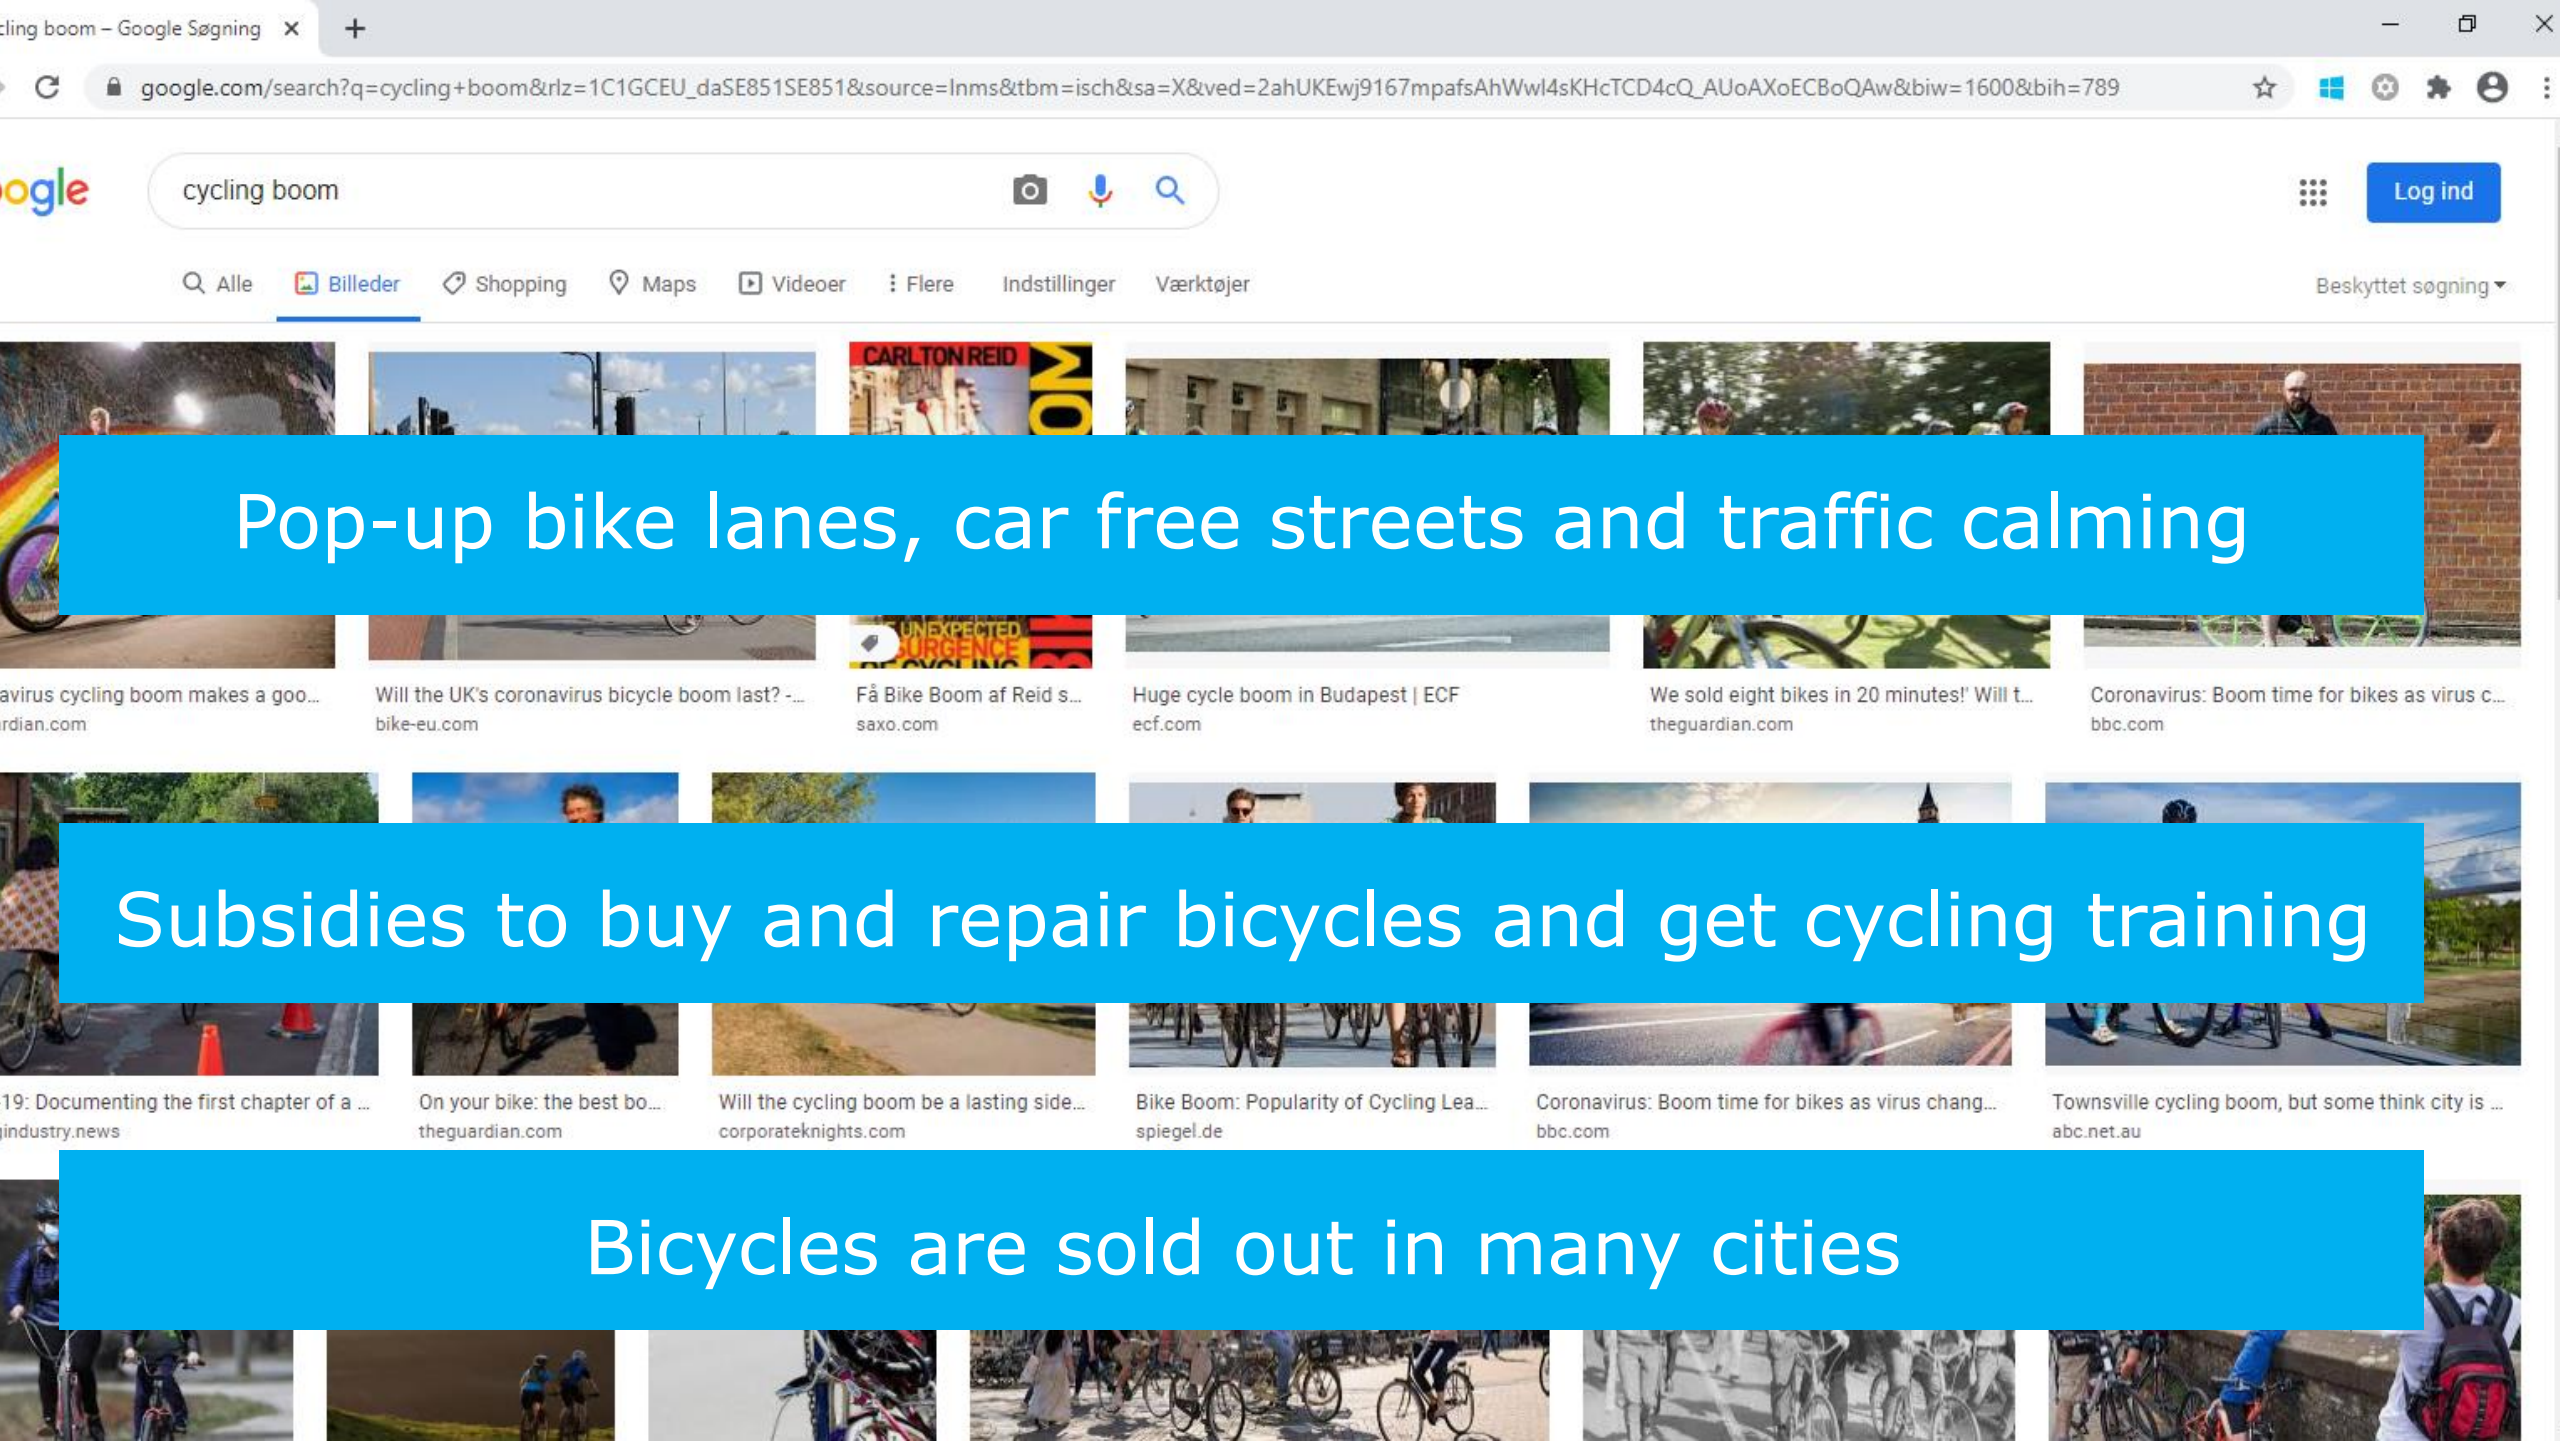 ling boom – Google Søgning
google.com/search?q=cycling+boom&rlz=1C1GCEU_daSE851SE851&source=lnms&tbm=isch&sa=X&ved=2ahUKEwj9167mpafsAhWwl4sKHcTCD4cQ_AUoAXoECBoQAw&biw=1600&bih=789
ogle
cycling boom
Log ind
Alle Billeder Shopping Maps Videoer Flere Indstillinger Værktøjer
Beskyttet søgning
CARLTON REID
Pop-up bike lanes, car free streets and traffic calming
UNEXPECTED
SURGENCE
OF CYCLING
avirus cycling boom makes a goo... Will the UK's coronavirus bicycle boom last? -... Få Bike Boom af Reid s... Huge cycle boom in Budapest | ECF We sold eight bikes in 20 minutes!' Will t... Coronavirus: Boom time for bikes as virus c...
rdian.com bike-eu.com saxo.com ecf.com theguardian.com bbc.com
Subsidies to buy and repair bicycles and get cycling training
19: Documenting the first chapter of a ... On your bike: the best bo... Will the cycling boom be a lasting side... Bike Boom: Popularity of Cycling Lea... Coronavirus: Boom time for bikes as virus chang... Townsville cycling boom, but some think city is ...
gindustry.news theguardian.com corporateknights.com spiegel.de bbc.com abc.net.au
Bicycles are sold out in many cities